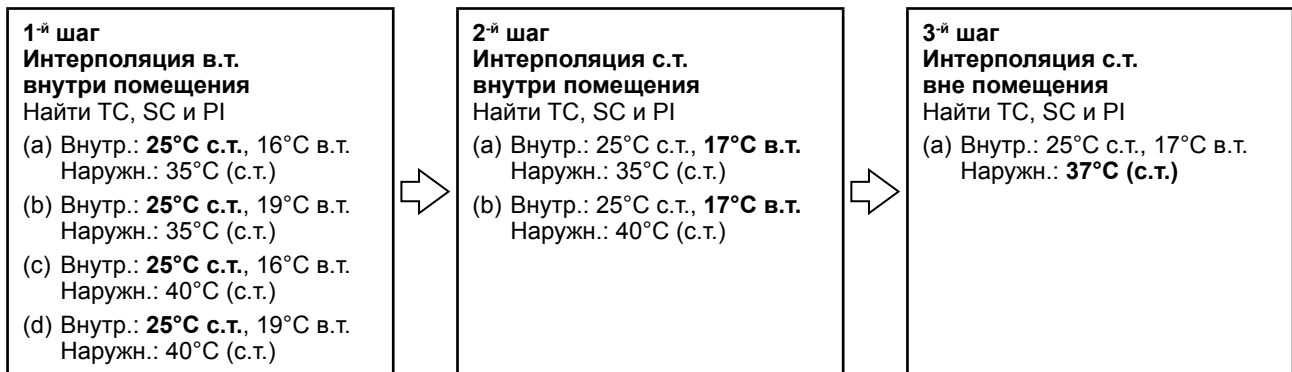 1-й шаг
Интерполяция в.т.
внутри помещения
Найти TC, SC и PI
(a) Внутр.: 25°C с.т., 16°C в.т.
Наружн.: 35°C (с.т.)
(b) Внутр.: 25°C с.т., 19°C в.т.
Наружн.: 35°C (с.т.)
(c) Внутр.: 25°C с.т., 16°C в.т.
Наружн.: 40°C (с.т.)
(d) Внутр.: 25°C с.т., 19°C в.т.
Наружн.: 40°C (с.т.)
2-й шаг
Интерполяция с.т.
внутри помещения
Найти TC, SC и PI
(a) Внутр.: 25°C с.т., 17°C в.т.
Наружн.: 35°C (с.т.)
(b) Внутр.: 25°C с.т., 17°C в.т.
Наружн.: 40°C (с.т.)
3-й шаг
Интерполяция с.т.
вне помещения
Найти TC, SC и PI
(a) Внутр.: 25°C с.т., 17°C в.т.
Наружн.: 37°C (с.т.)